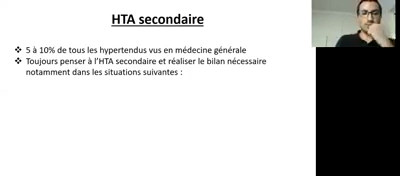 HTA secondaire
❖ 5 à 10% de tous les hypertendus vus en médecine générale
❖ Toujours penser à l'HTA secondaire et réaliser le bilan nécessaire
notamment dans les situations suivantes :